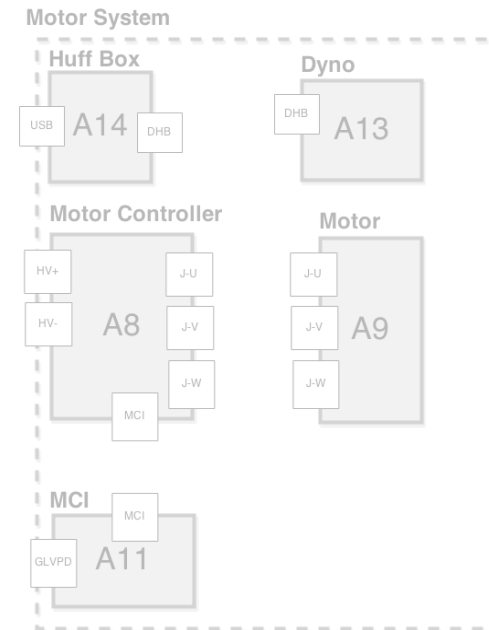 Motor System
Huff Box
USB
A14
DHB
Dyno
DHB
A13
Motor Controller
HV+
HV-
A8
J-U
J-V
J-W
MCI
Motor
J-U
J-V
J-W
A9
MCI
MCI
GLVPD
A11